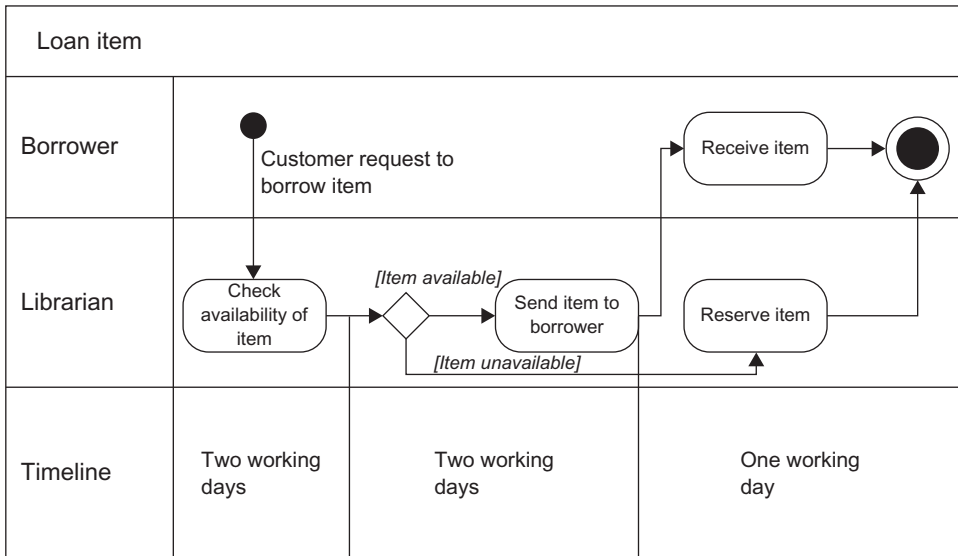 Loan item
Borrower
Customer request to
borrow item
Receive item
Librarian
Check
availability of
item
[Item available]
Send item to
borrower
Reserve item
[Item unavailable]
Timeline
Two working
days
Two working
days
One working
day